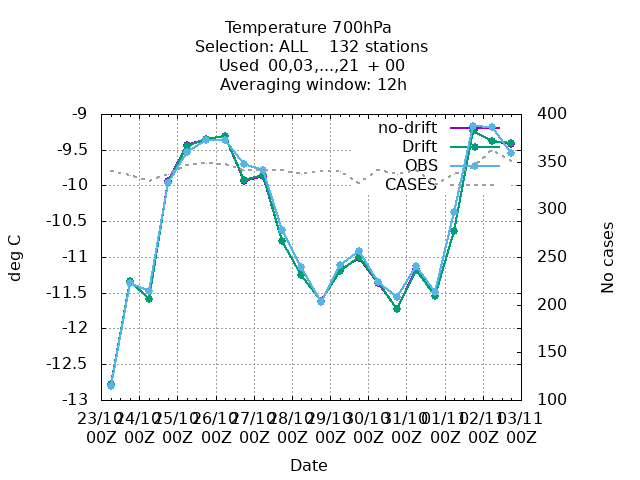 Temperature 700hPa
Selection: ALL    132 stations
Used  00,03,...,21  + 00
Averaging window: 12h
-9
-9.5
-10
-10.5
-11
-11.5
-12
-12.5
-13
deg C
400
350
300
250
200
150
100
No cases
no-drift
Drift
OBS
CASES
23/10 24/10 25/10 26/10 27/10 28/10 29/10 30/10 31/10 01/11 02/11 03/11
00Z 00Z 00Z 00Z 00Z 00Z 00Z 00Z 00Z 00Z 00Z 00Z
Date